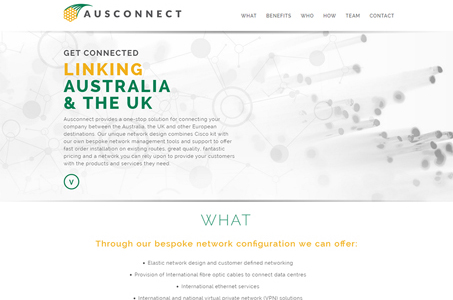 AUSCONNECT
WHAT BENEFITS WHO HOW TEAM CONTACT
GET CONNECTED
LINKING
AUSTRALIA
& THE UK
Ausconnect provides a one-stop solution for connecting your
company between the Australia, the UK and other European
Destinations. Our unique network design combines Cisco kit with
our own bespoke network management tools and support to offer
fast order installation on existing routes, great quality, fantastic
pricing and a network you can rely upon to provide your customers
with the products and services they need.
V
WHAT
Through our bespoke network configuration we can offer:
• Elastic network design and customer defined networking
• Provision of International fibre optic cables to connect data centres
• International ethernet services
• International and national virtual private network (VPN) solutions